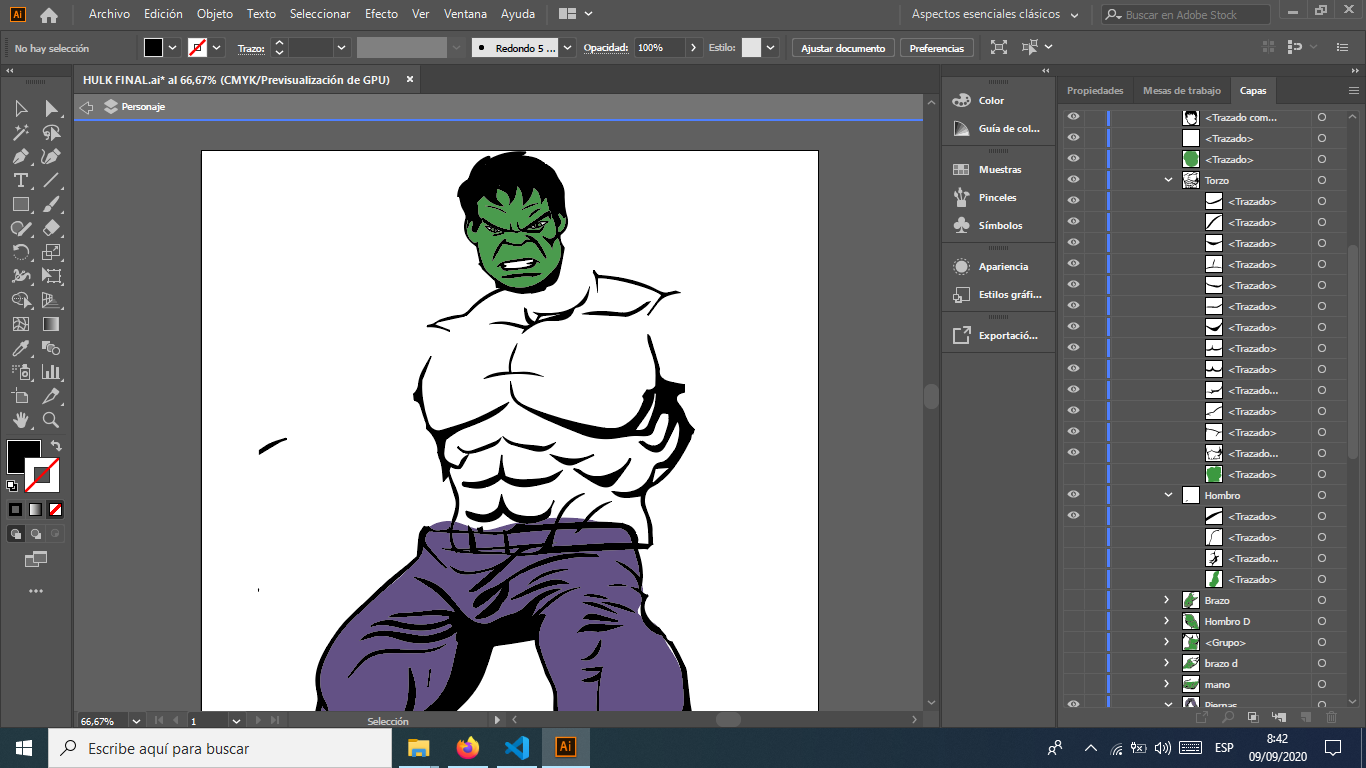 Ai Archivo Edición Objeto Texto Seleccionar Efecto Ver Ventana Ayuda Aspectos esenciales clásicos Buscar en Adobe Stock
No hay selección Trazo: Redondo 5 ... Opacidad: 100% Estilo: Ajustar documento Preferencias
HULK FINAL.ai* al 66,67% (CMYK/Previsualización de GPU)
Personaje
Color
Guía de col...
Muestras
Pinceles
Símbolos
Apariencia
Estilos gráfi...
Exportació...
Propiedades Mesas de trabajo Capas
<Trazado com...
<Trazado>
<Trazado>
Torzo
<Trazado>
<Trazado>
<Trazado>
<Trazado>
<Trazado>
<Trazado>
<Trazado>
<Trazado>
<Trazado>
<Trazado...
<Trazado>
<Trazado>
<Trazado...
<Trazado>
Hombro
<Trazado>
<Trazado>
<Trazado...
<Trazado>
Brazo
Hombro D
<Grupo>
brazo d
mano
Piernas
66,67% 1 Selección
Escribe aquí para buscar
Ai
ESP
8:42
09/09/2020